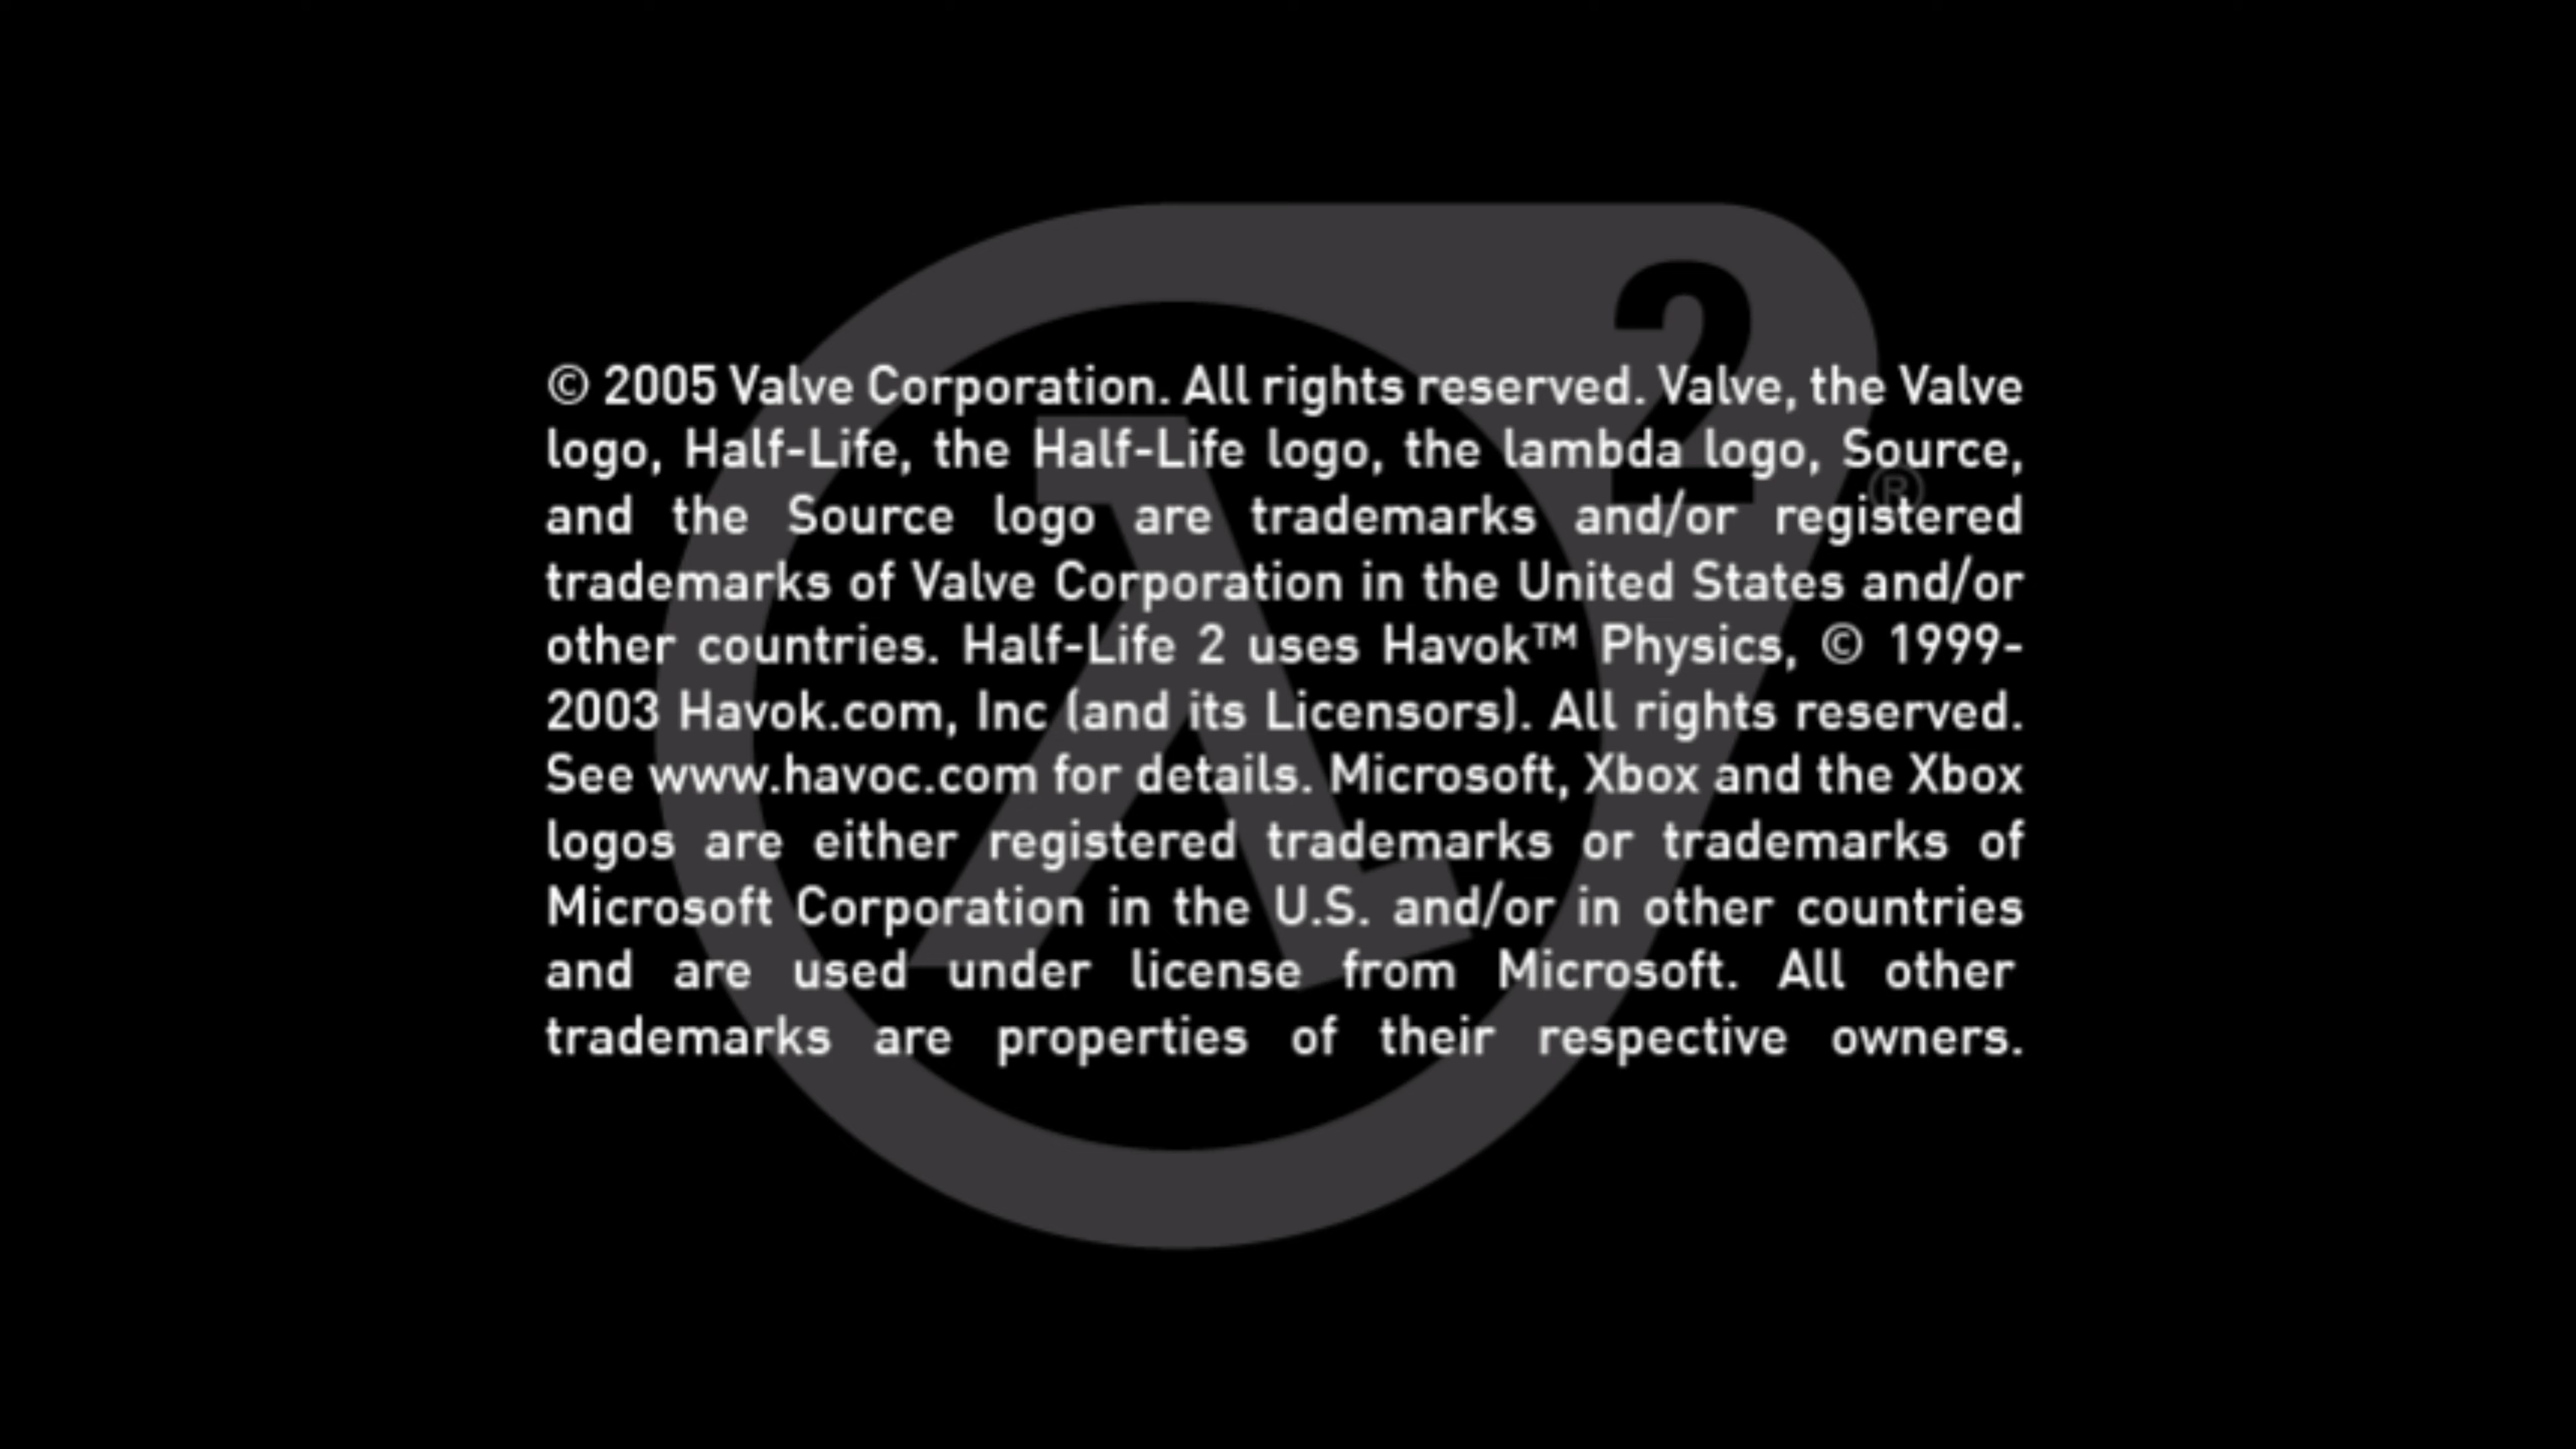 2
© 2005 Valve Corporation. All rights reserved. Valve, the Valve
logo, Half-Life, the Half-Life logo, the lambda logo, Source,
®
and the Source logo are trademarks and/or registered
trademarks of Valve Corporation in the United States and/or
other countries. Half-Life 2 uses Havok™ Physics, © 1999-
2003 Havok.com, Inc (and its Licensors). All rights reserved.
See www.havoc.com for details. Microsoft, Xbox and the Xbox
logos are either registered trademarks or trademarks of
Microsoft Corporation in the U.S. and/or in other countries
and are used under license from Microsoft. All other
trademarks are properties of their respective owners.
λ